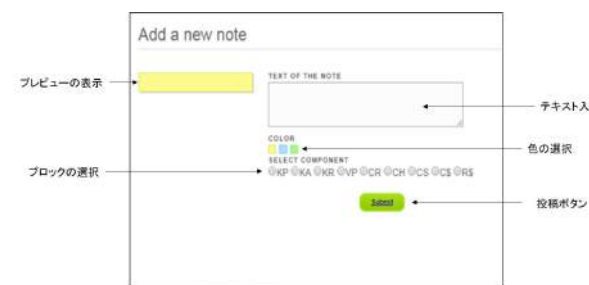 Add a new note
プレビューの表示
TEXT OF THE NOTE
テキスト入
COLOR
色の選択
SELECT COMPONENT
ブロックの選択
KP KA KR VP CR CH CS C$ R$
Submit
投稿ボタン